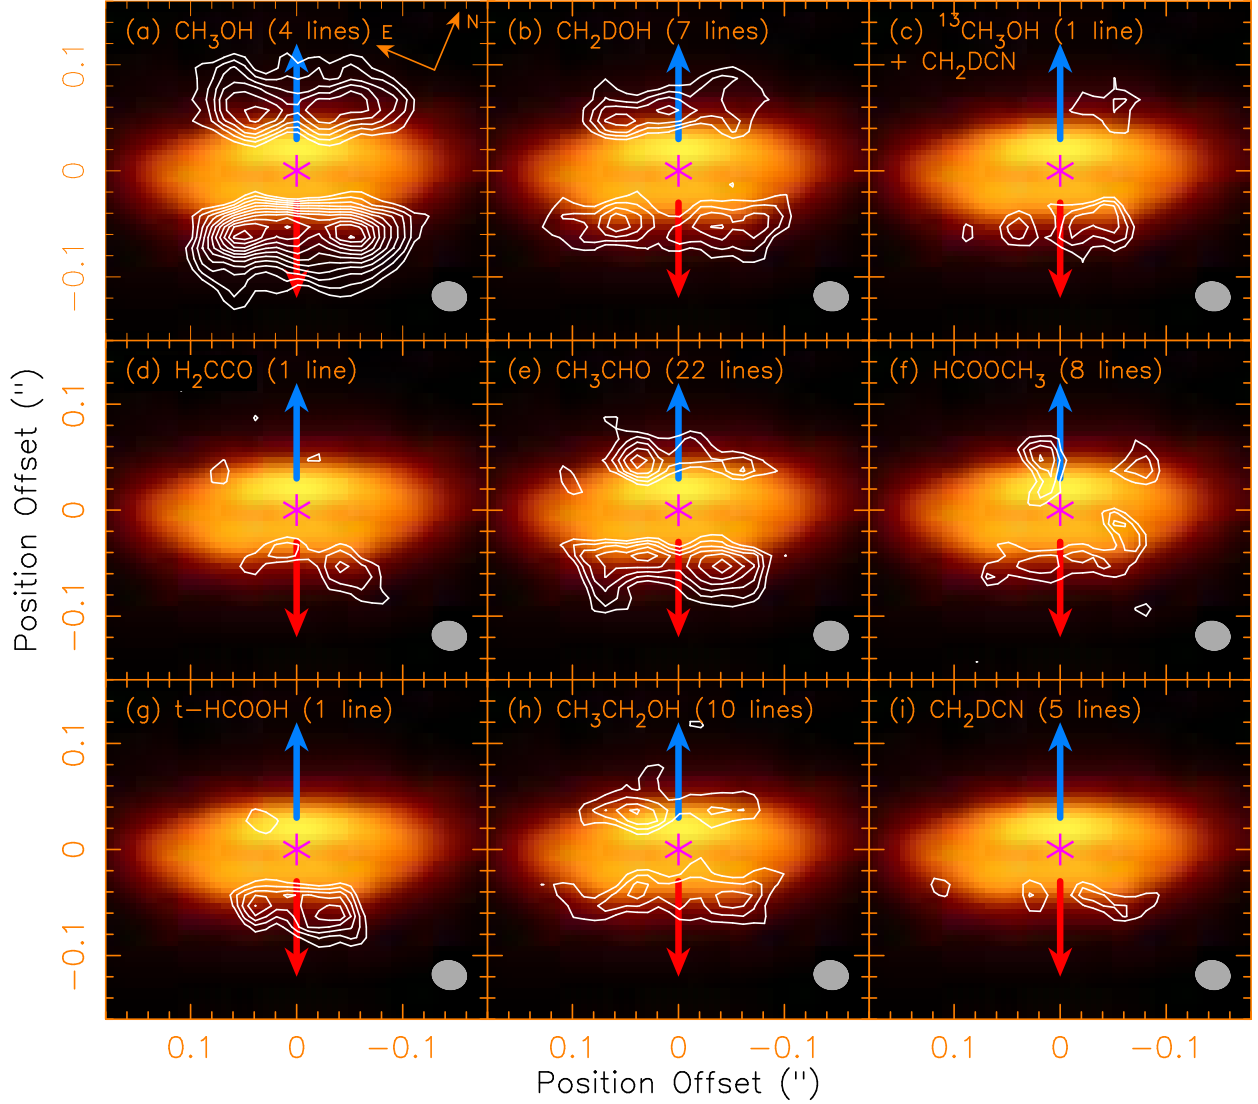 (a) CH3OH (4 lines) E N
(b) CH2DOH (7 lines)
(c) 13CH3OH (1 line)
+ CH2DCN
0.1
0
−0.1
(d) H2CCO (1 line)
(e) CH3CHO (22 lines)
(f) HCOOCH3 (8 lines)
0.1
0
−0.1
Position Offset (")
(g) t−HCOOH (1 line)
(h) CH3CH2OH (10 lines)
(i) CH2DCN (5 lines)
0.1
0
−0.1
0.1 0 −0.1
0.1 0 −0.1
0.1 0 −0.1
Position Offset (")